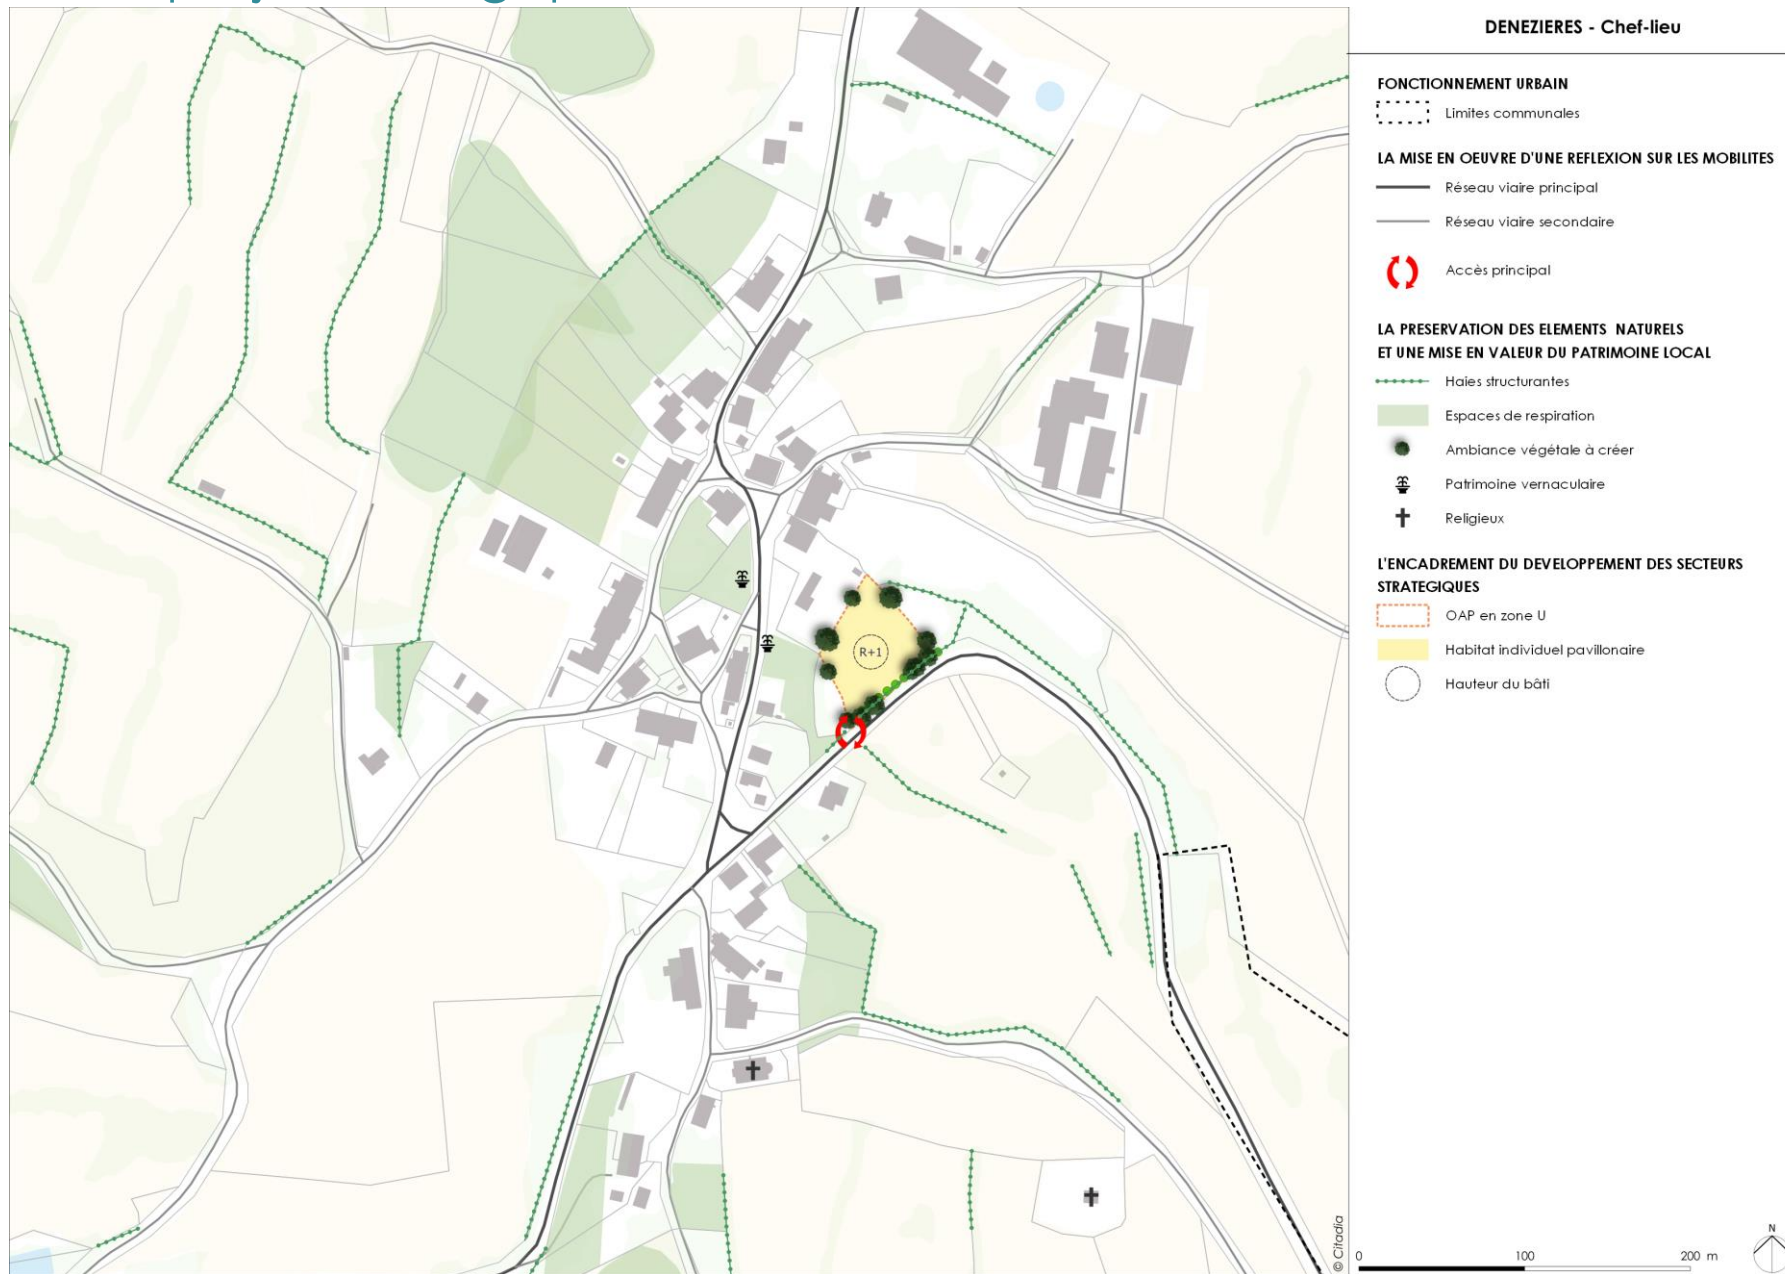 DENEZIERES - Chef-lieu
FONCTIONNEMENT URBAIN
Limites communales
LA MISE EN OEUVRE D'UNE REFLEXION SUR LES MOBILITES
Réseau viaire principal
Réseau viaire secondaire
Accès principal
LA PRESERVATION DES ELEMENTS NATURELS
ET UNE MISE EN VALEUR DU PATRIMOINE LOCAL
Haies structurantes
Espaces de respiration
Ambiance végétale à créer
Patrimoine vernaculaire
Religieux
L'ENCADREMENT DU DEVELOPPEMENT DES SECTEURS
STRATEGIQUES
OAP en zone U
Habitat individuel pavillonaire
Hauteur du bâti
R+1
© Citadia
0 100 200 m
N